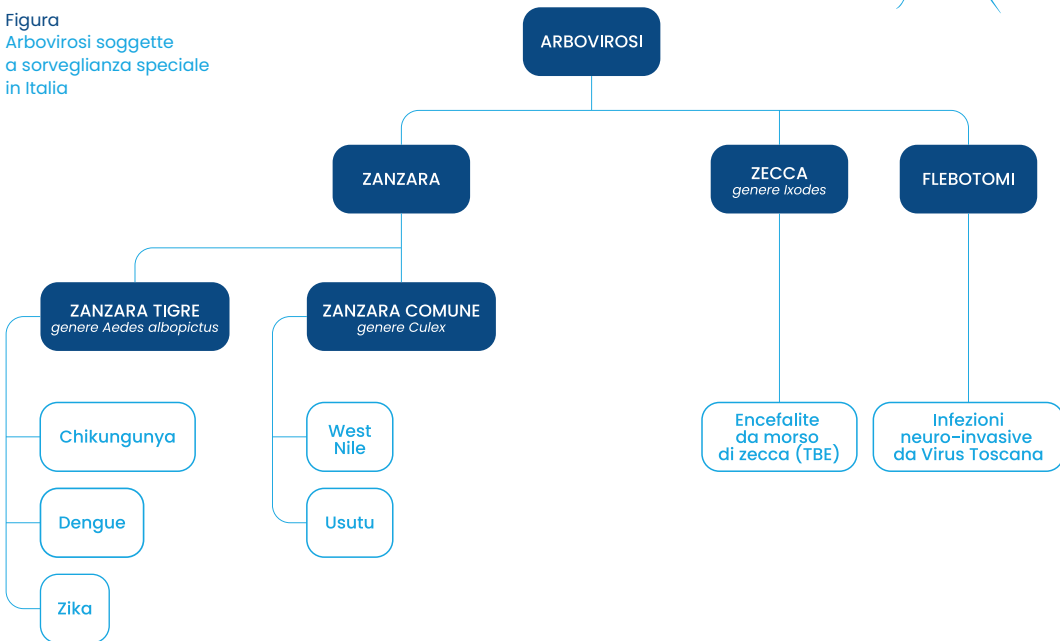 Figura
Arbovirosi soggette
a sorveglianza speciale
in Italia
ARBOVIROSI
ZANZARA
ZECCA
genere Ixodes
FLEBOTOMI
ZANZARA TIGRE
genere Aedes albopictus
ZANZARA COMUNE
genere Culex
Chikungunya
Dengue
Zika
West
Nile
Usutu
Encefalite
da morso
di zecca (TBE)
Infezioni
neuro-invasive
da Virus Toscana